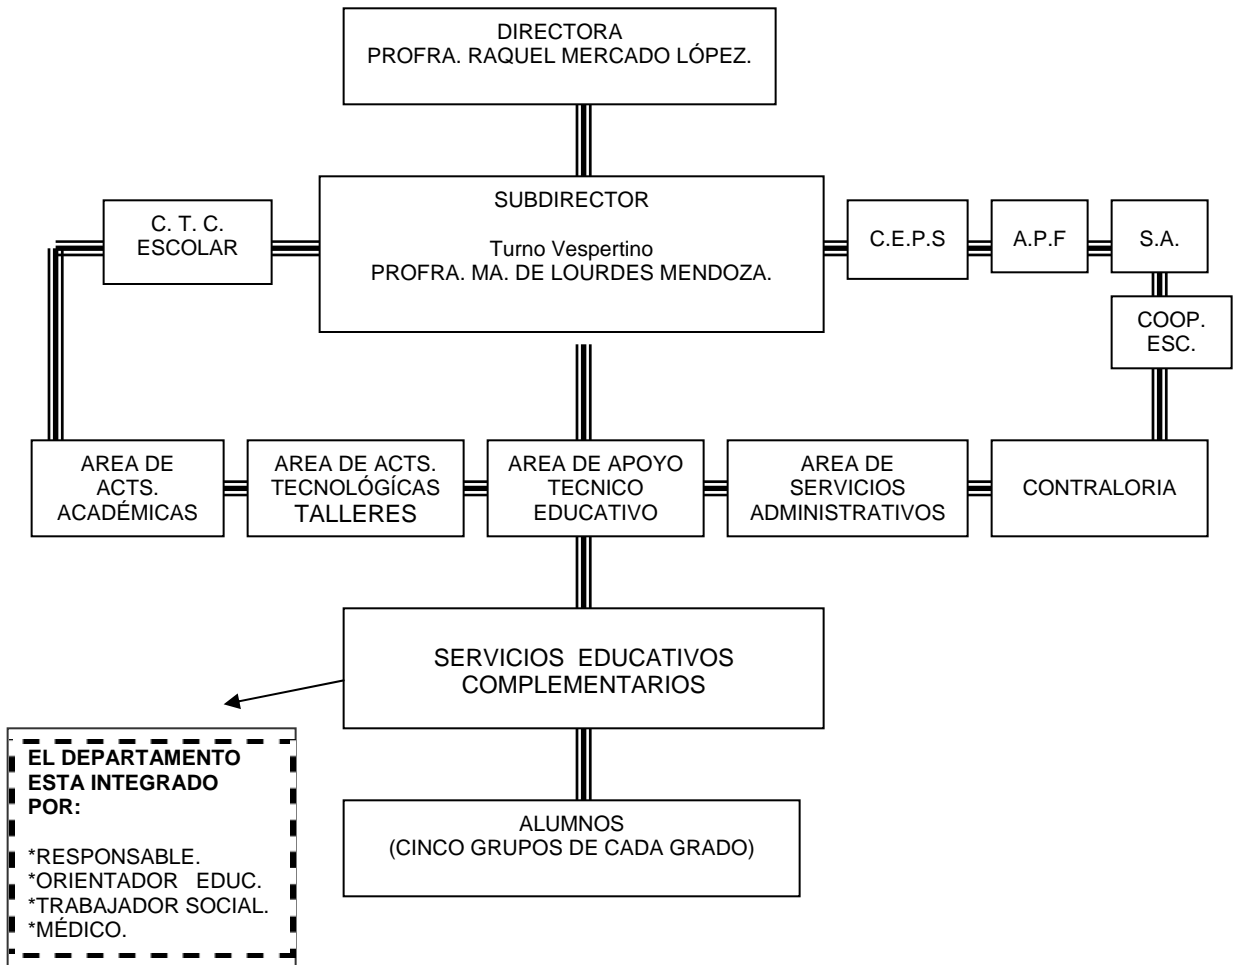 DIRECTORA
PROFRA. RAQUEL MERCADO LÓPEZ.
C. T. C.
ESCOLAR
SUBDIRECTOR
Turno Vespertino
PROFRA. MA. DE LOURDES MENDOZA.
C.E.P.S
A.P.F
S.A.
COOP.
ESC.
AREA DE
ACTS.
ACADÉMICAS
AREA DE ACTS.
TECNOLÓGÍCAS
TALLERES
AREA DE APOYO
TECNICO
EDUCATIVO
AREA DE
SERVICIOS
ADMINISTRATIVOS
CONTRALORIA
SERVICIOS EDUCATIVOS
COMPLEMENTARIOS
EL DEPARTAMENTO
ESTA INTEGRADO
POR:
*RESPONSABLE.
*ORIENTADOR EDUC.
*TRABAJADOR SOCIAL.
*MÉDICO.
ALUMNOS
(CINCO GRUPOS DE CADA GRADO)